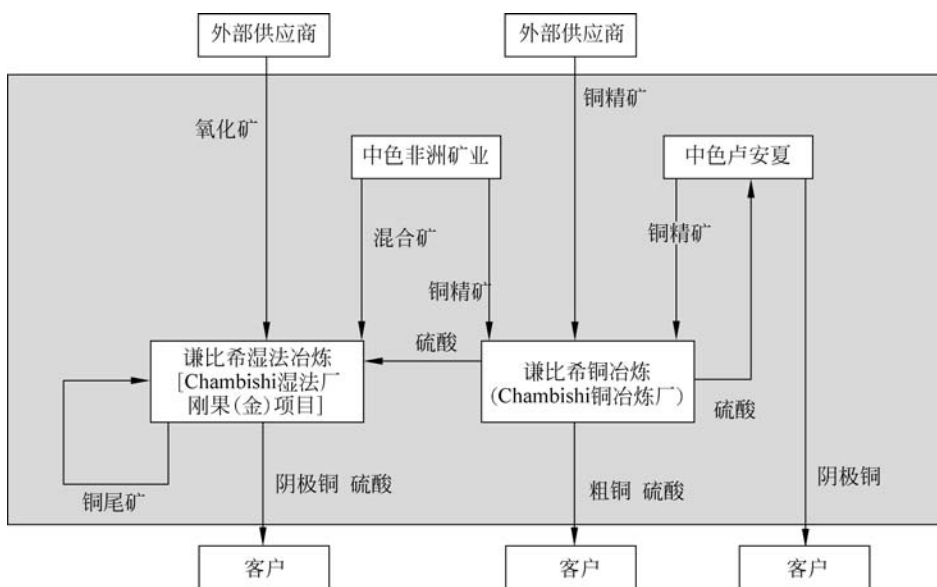 外部供应商
外部供应商
铜精矿
氧化矿
中色非洲矿业
中色卢安夏
混合矿
铜精矿
铜精矿
硫酸
谦比希湿法冶炼
[Chambishi湿法厂
刚果(金)项目]
谦比希铜冶炼
(Chambishi铜冶炼厂)
硫酸
铜尾矿
阴极铜 硫酸
粗铜 硫酸
阴极铜
客户
客户
客户